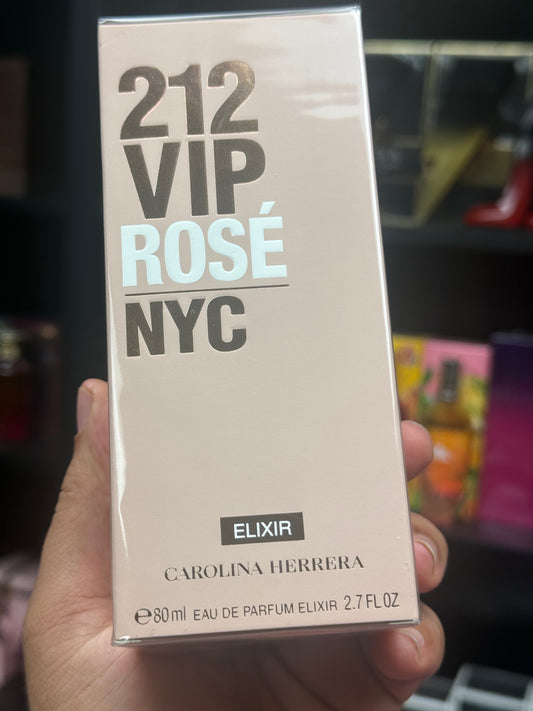 212
VIP
ROSÉ
NYC
ELIXIR
CAROLINA HERRERA
℮80ml EAU DE PARFUM ELIXIR 2.7 FL OZ